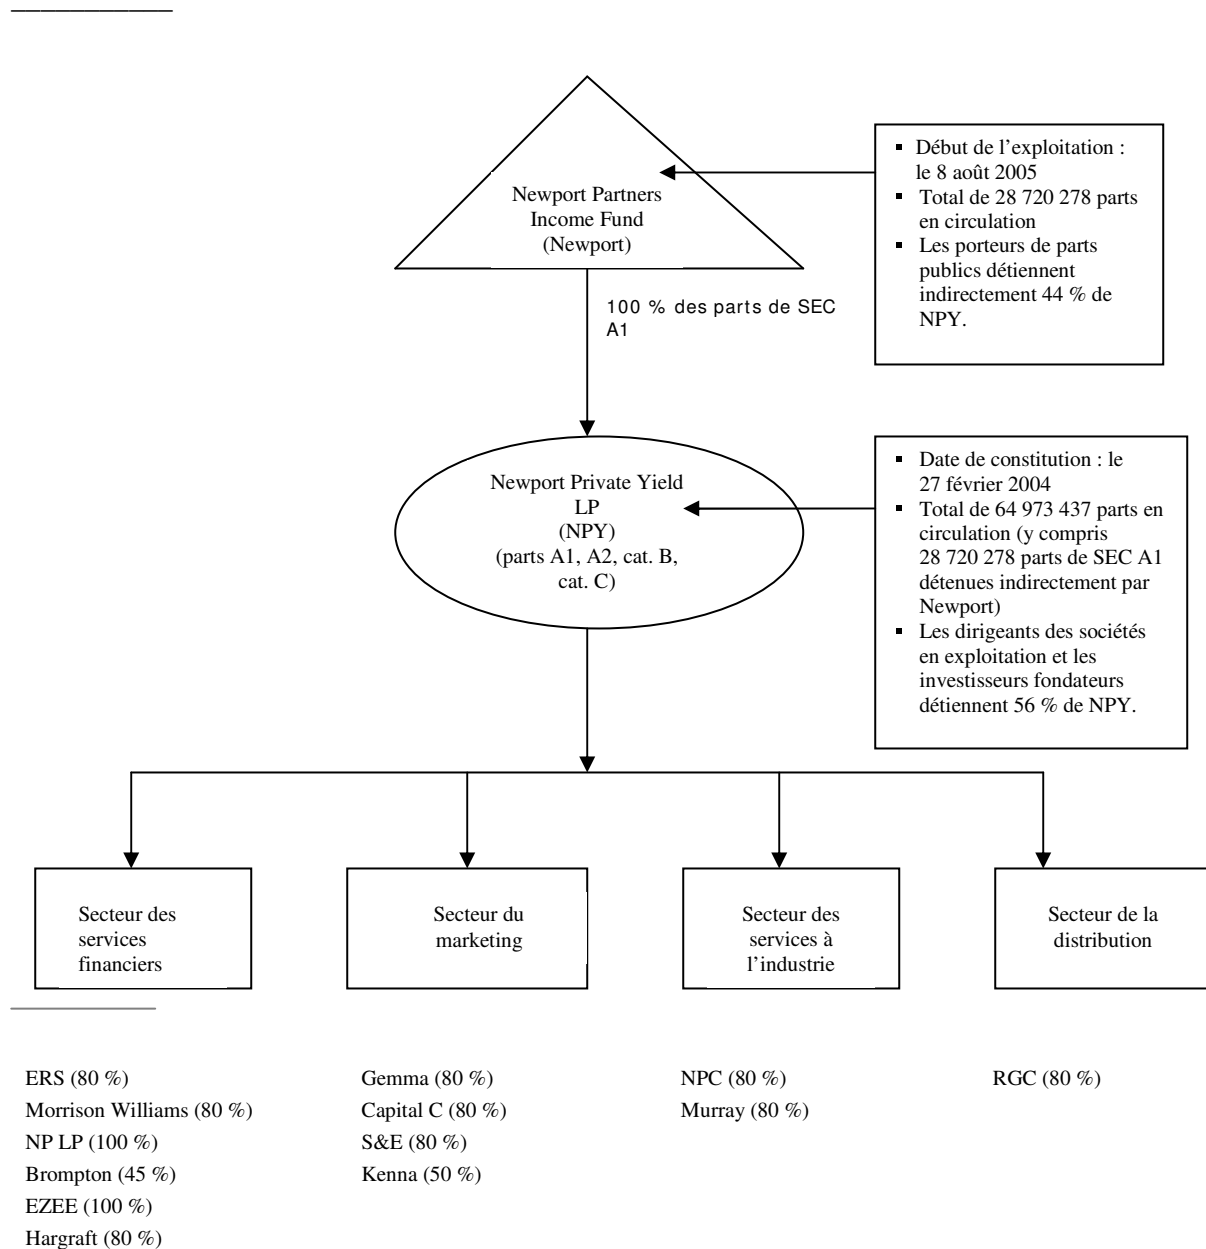 Newport Partners
Income Fund
(Newport)
▪ Début de l’exploitation :
le 8 août 2005
▪ Total de 28 720 278 parts
en circulation
▪ Les porteurs de parts
publics détiennent
indirectement 44 % de
NPY.
100 % des parts de SEC
A1
Newport Private Yield
LP
(NPY)
(parts A1, A2, cat. B,
cat. C)
▪ Date de constitution : le
27 février 2004
▪ Total de 64 973 437 parts en
circulation (y compris
28 720 278 parts de SEC A1
détenues indirectement par
Newport)
▪ Les dirigeants des sociétés
en exploitation et les
investisseurs fondateurs
détiennent 56 % de NPY.
Secteur des
services
financiers
Secteur du
marketing
Secteur des
services à
l’industrie
Secteur de la
distribution
ERS (80 %)
Morrison Williams (80 %)
NP LP (100 %)
Brompton (45 %)
EZEE (100 %)
Hargraft (80 %)
Gemma (80 %)
Capital C (80 %)
S&E (80 %)
Kenna (50 %)
NPC (80 %)
Murray (80 %)
RGC (80 %)